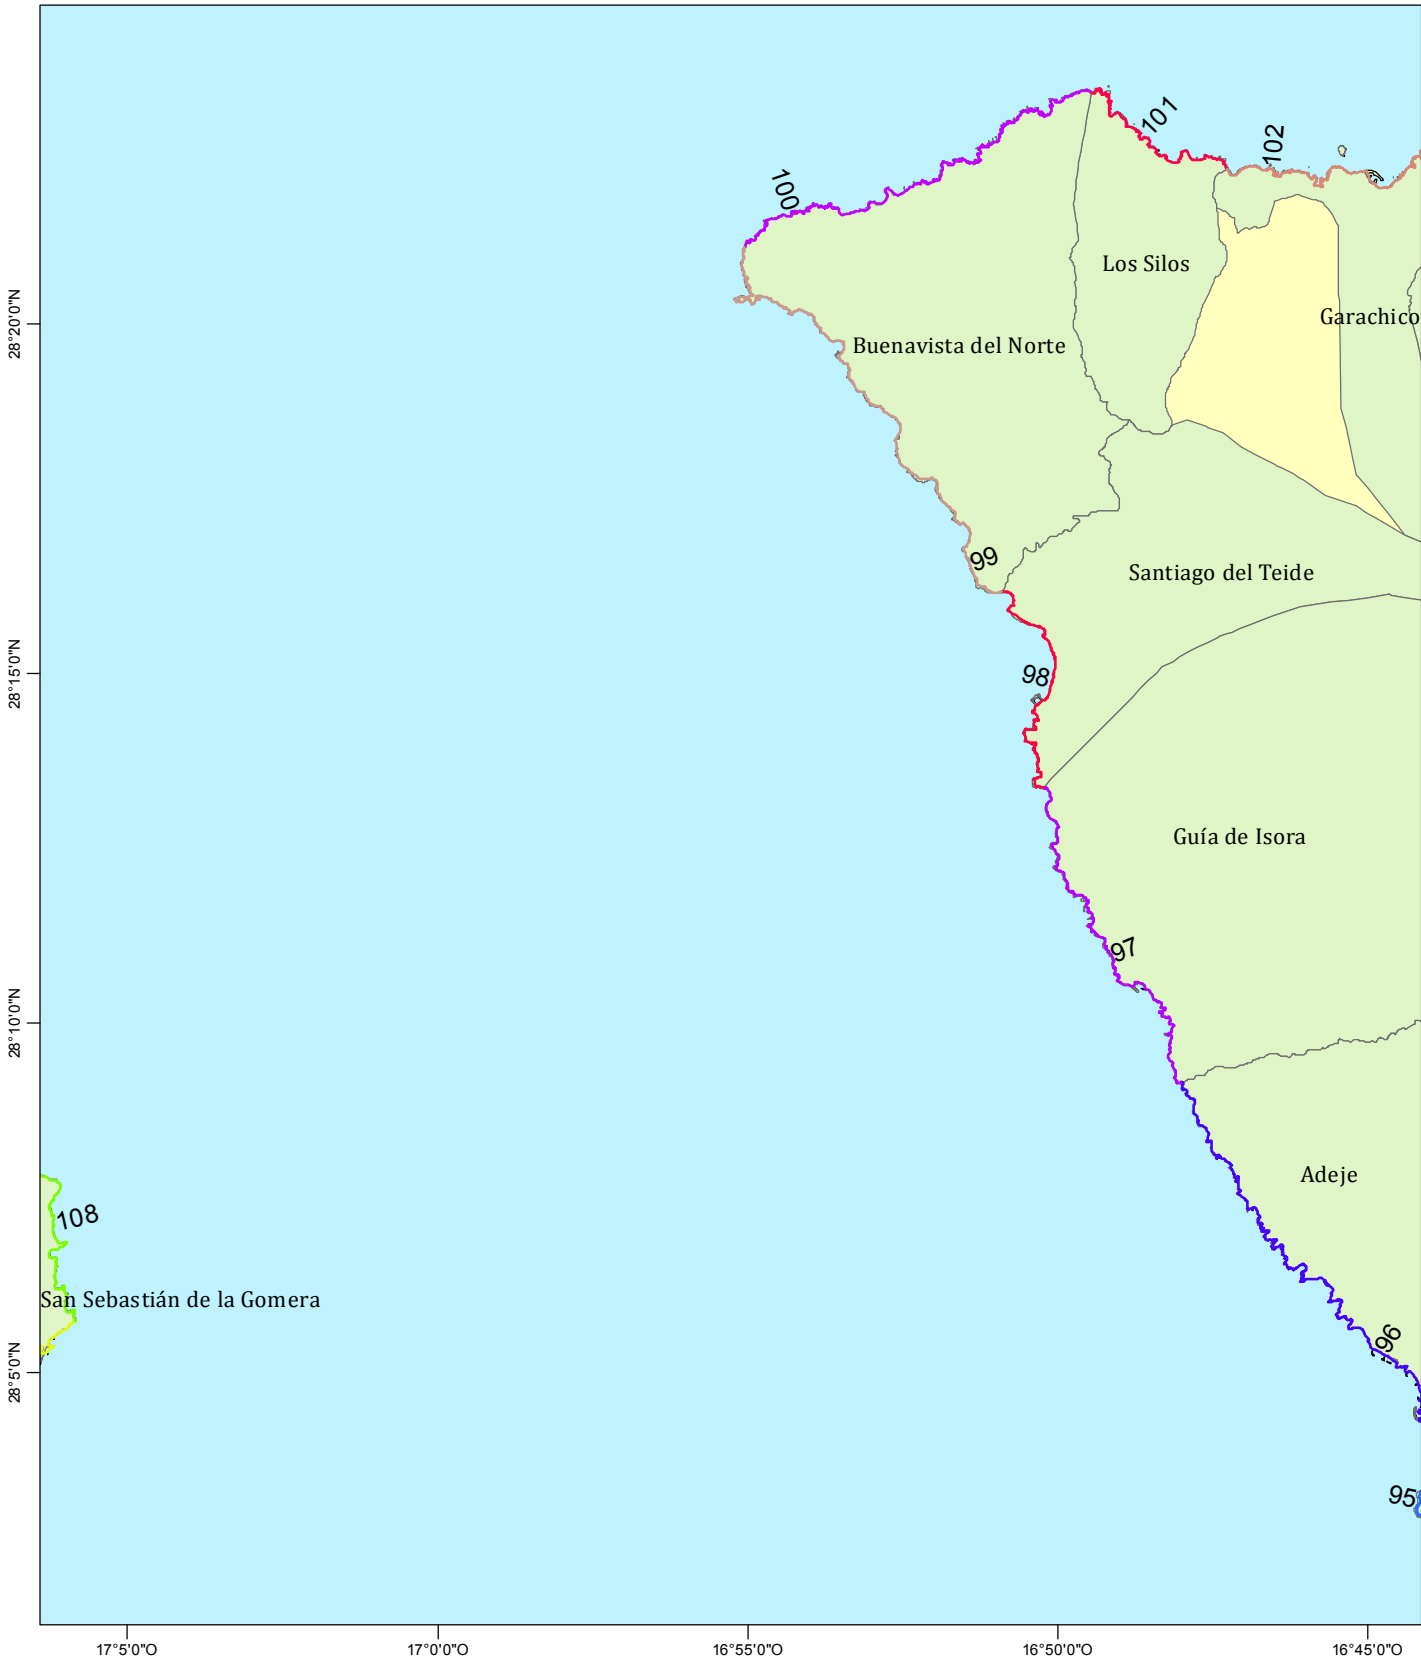 101
102
100
Los Silos
Garachico
28°20'0"N
Buenavista del Norte
99
Santiago del Teide
28°15'0"N
98
Guía de Isora
97
28°10'0"N
Adeje
108
San Sebastián de la Gomera
96
28°5'0"N
95
17°5'0"O
17°0'0"O
16°55'0"O
16°50'0"O
16°45'0"O